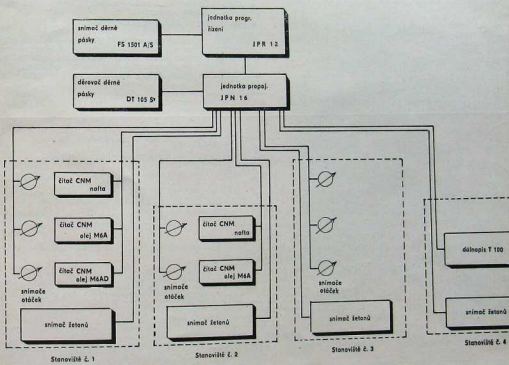 snímač děrné
pásky
FS 1501 A/S
jednotka progr.
řízení
JPR 12
děrovač děrné
pásky
DT 105 S
jednotka propoj.
JPN 16
čítač CNM
nafta
čítač CNM
olej M6A
čítač CNM
olej M6AD
snímače
otáček
snímač žetonů
Stanoviště č. 1
čítač CNM
nafta
čítač CNM
olej M6A
snímače
otáček
snímač žetonů
Stanoviště č. 2
snímače
otáček
snímač žetonů
Stanoviště č. 3
dálnopis T 100
snímač žetonů
Stanoviště č. 4